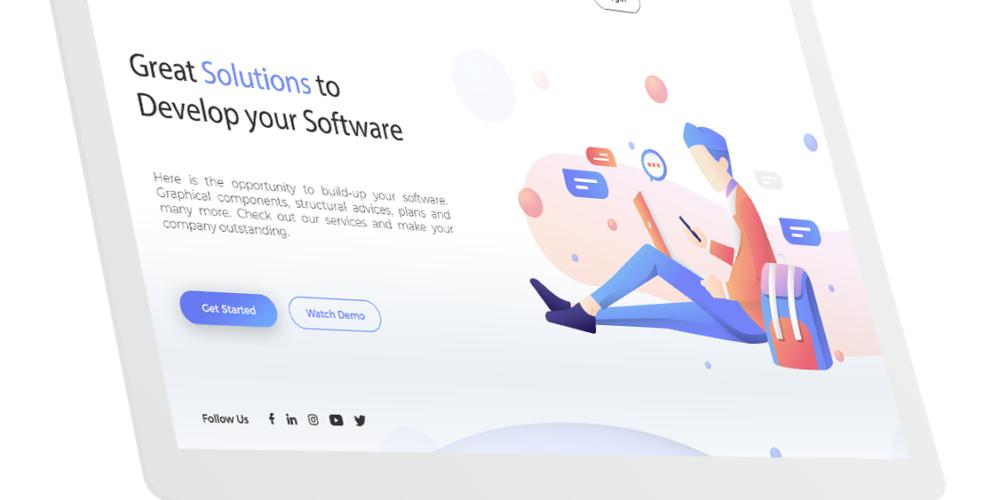 Great Solutions to
Develop your Software
Here is the opportunity to build-up your software.
Graphical components, structural advices, plans and
many more. Check out our services and make your
company outstanding.
Get Started
Watch Demo
Follow Us